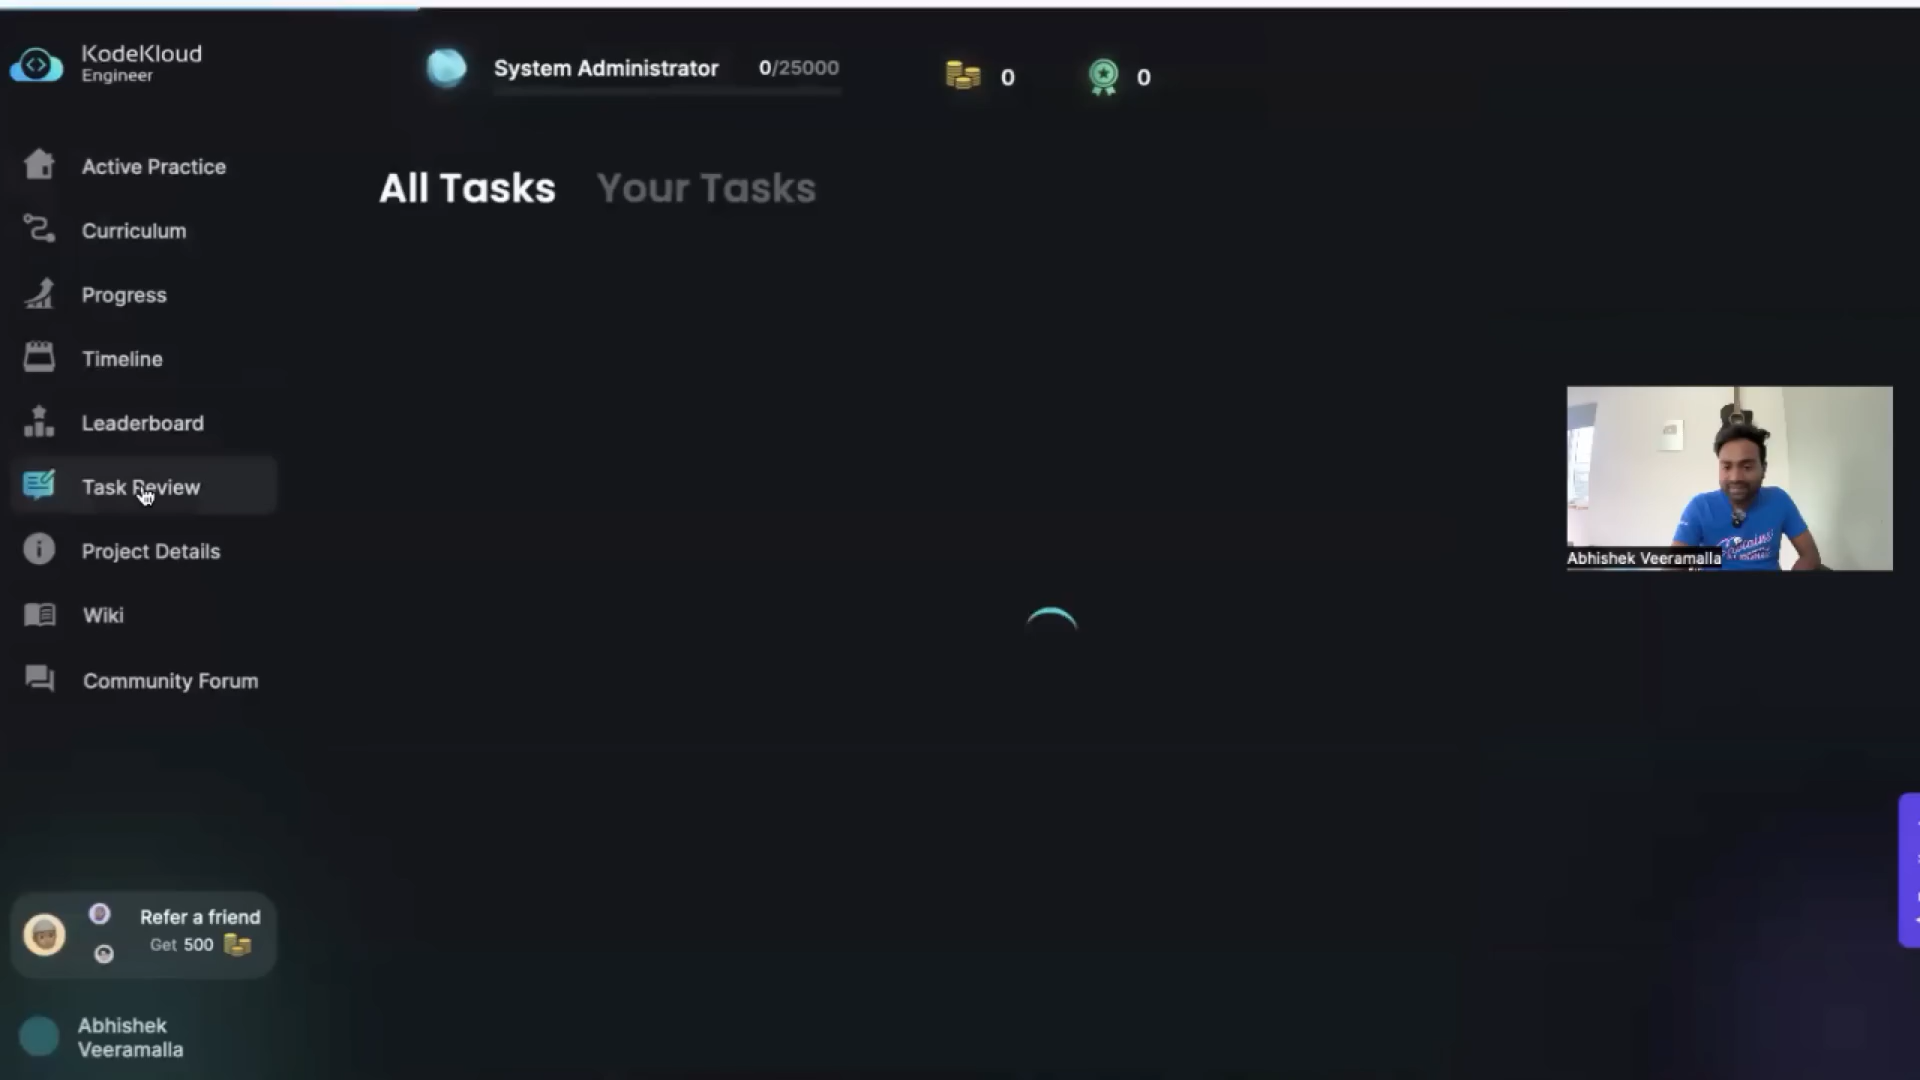 KodeKloud
Engineer
System Administrator 0/25000 0 0
All Tasks Your Tasks
Active Practice
Curriculum
Progress
Timeline
Leaderboard
Task Review
Project Details
Wiki
Community Forum
Abhishek Veeramalla
Refer a friend
Get 500
Abhishek
Veeramalla